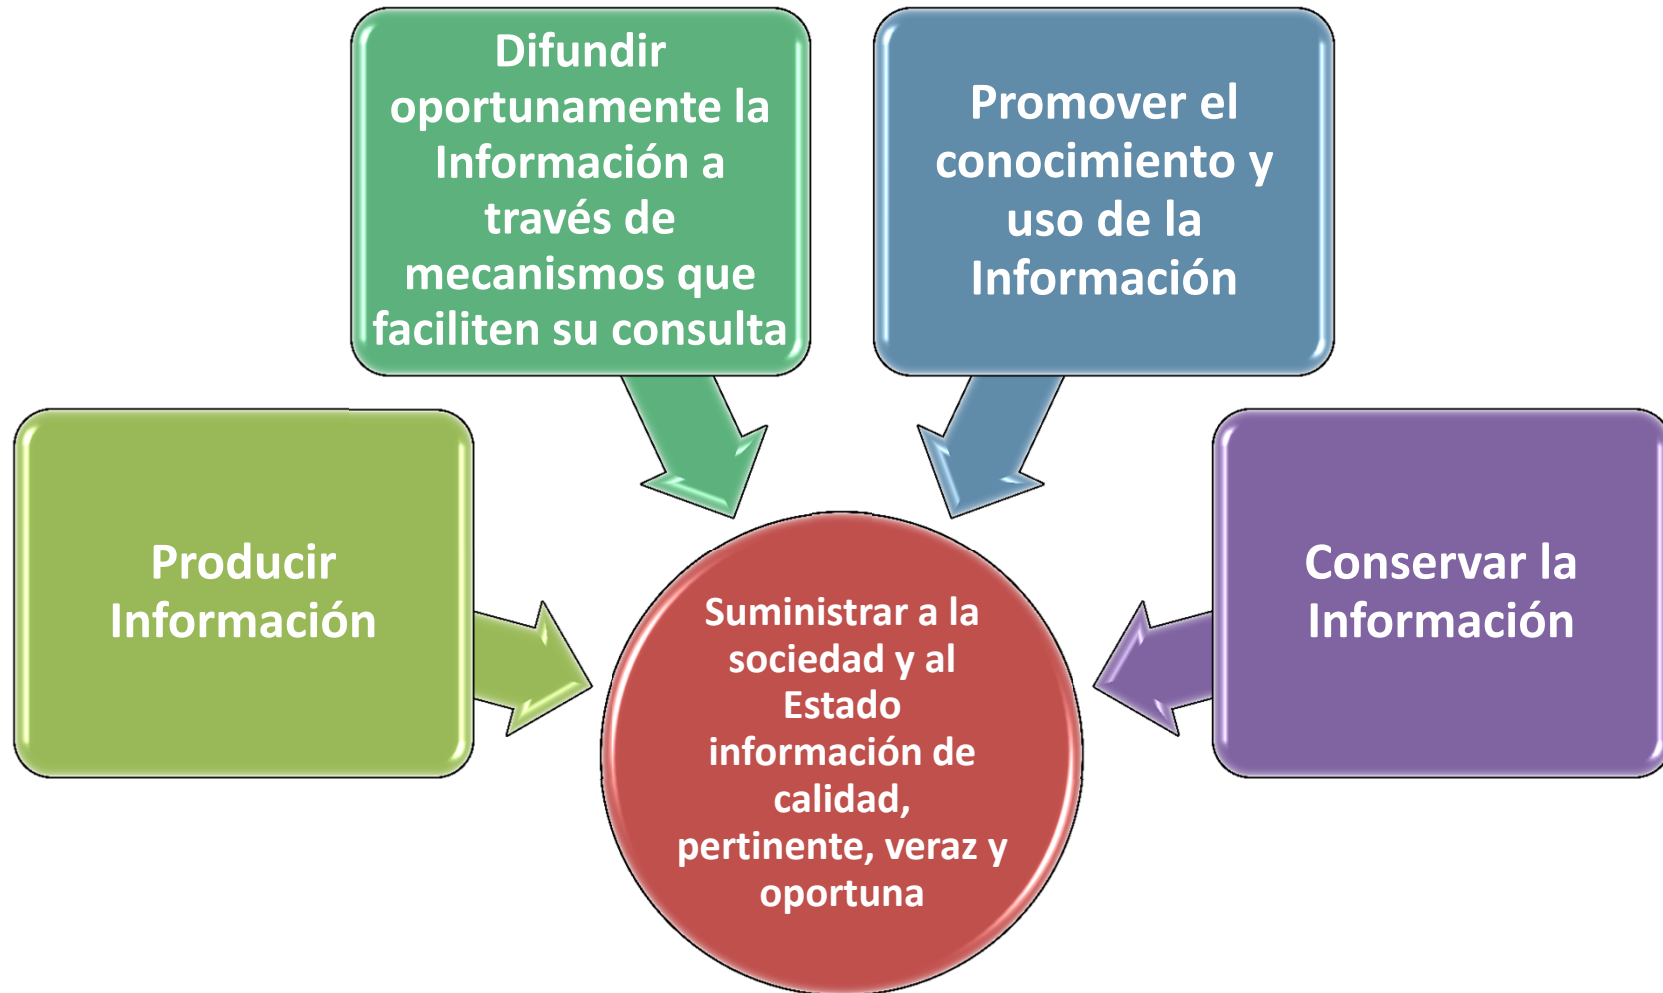 Difundir
oportunamente la
Información a
través de
mecanismos que
faciliten su consulta
Promover el
conocimiento y
uso de la
Información
Producir
Información
Conservar la
Información
Suministrar a la
sociedad y al
Estado
información de
calidad,
pertinente, veraz y
oportuna